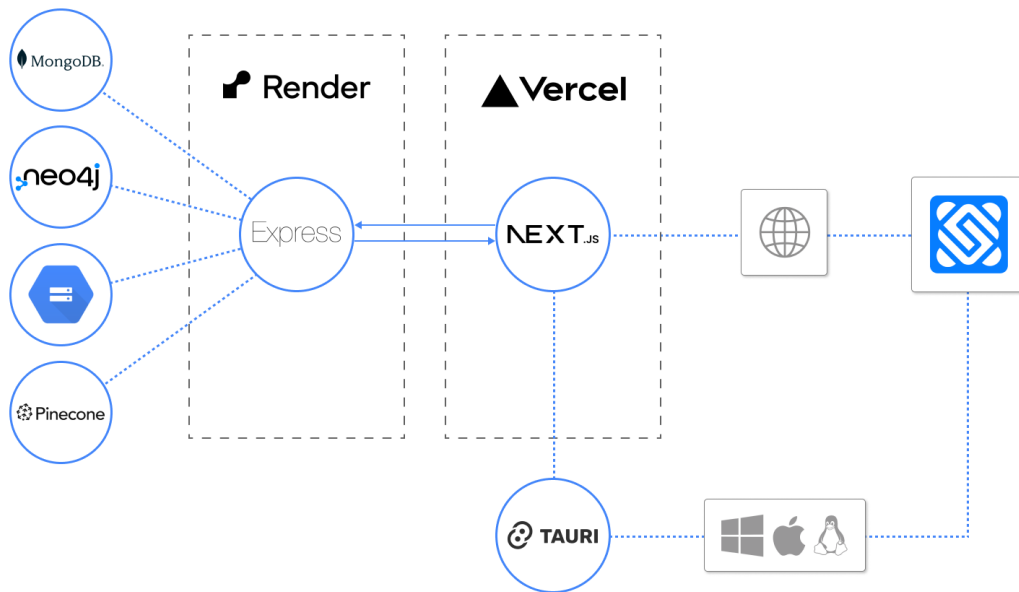 MongoDB.
Render
Vercel
neo4j
Express
NEXT.JS
Pinecone
TAURI